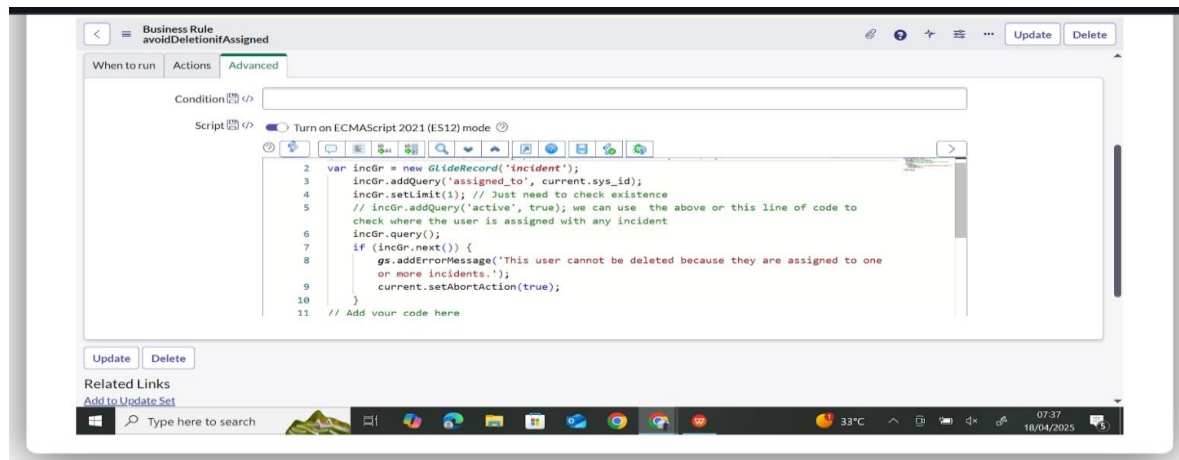 Business Rule
avoidDeletionifAssigned
Update
Delete
When to run
Actions
Advanced
Condition
Script
Turn on ECMAScript 2021 (ES12) mode
2 var incGr = new GlideRecord('incident');
3 incGr.addQuery('assigned_to', current.sys_id);
4 incGr.setLimit(1); // Just need to check existence
5 // incGr.addQuery('active', true); we can use the above or this line of code to
check where the user is assigned with any incident
6 incGr.query();
7 if (incGr.next()) {
8 gs.addErrorMessage('This user cannot be deleted because they are assigned to one
or more incidents.');
9 current.setAbortAction(true);
10 }
11 // Add your code here
Update
Delete
Related Links
Add to Update Set
Type here to search
33°C
07:37
18/04/2025